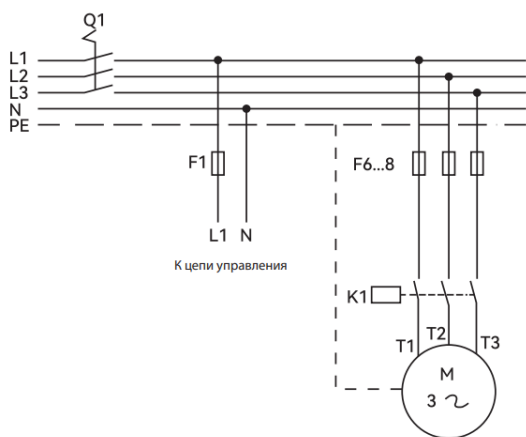 Q1
L1
L2
L3
N
PE
F1
F6...8
L1 N
К цепи управления
K1
T1 T2 T3
M
3 ~